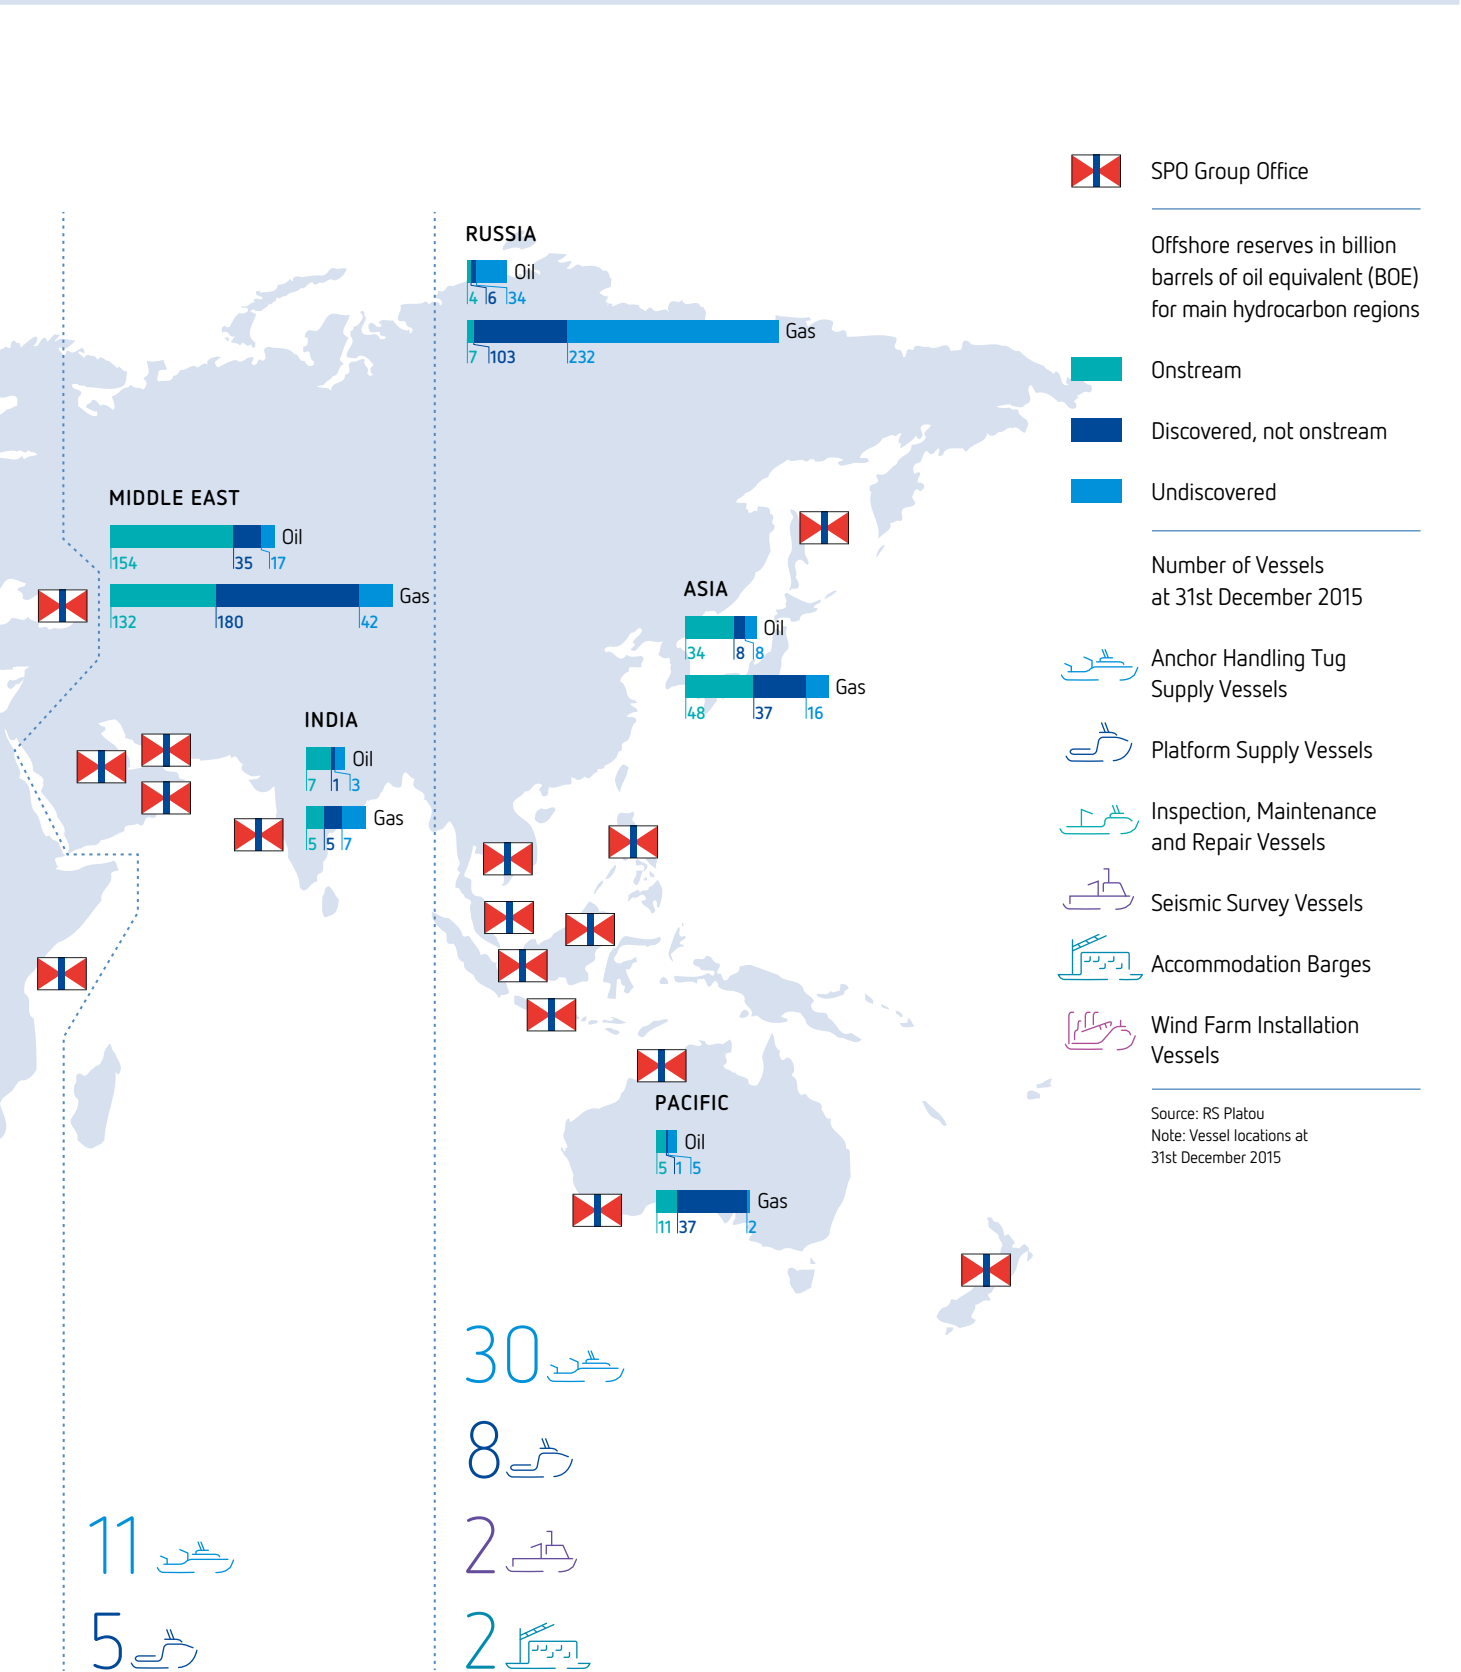 RUSSIA
Oil
4 6 34
Gas
7 103 232
MIDDLE EAST
Oil
154 35 17
Gas
132 180 42
ASIA
Oil
34 8 8
Gas
48 37 16
INDIA
Oil
7 1 3
Gas
5 5 7
PACIFIC
Oil
5 1 5
Gas
11 37 2
30
8
2
2
11
5
SPO Group Office
Offshore reserves in billion
barrels of oil equivalent (BOE)
for main hydrocarbon regions
Onstream
Discovered, not onstream
Undiscovered
Number of Vessels
at 31st December 2015
Anchor Handling Tug
Supply Vessels
Platform Supply Vessels
Inspection, Maintenance
and Repair Vessels
Seismic Survey Vessels
Accommodation Barges
Wind Farm Installation
Vessels
Source: RS Platou
Note: Vessel locations at
31st December 2015